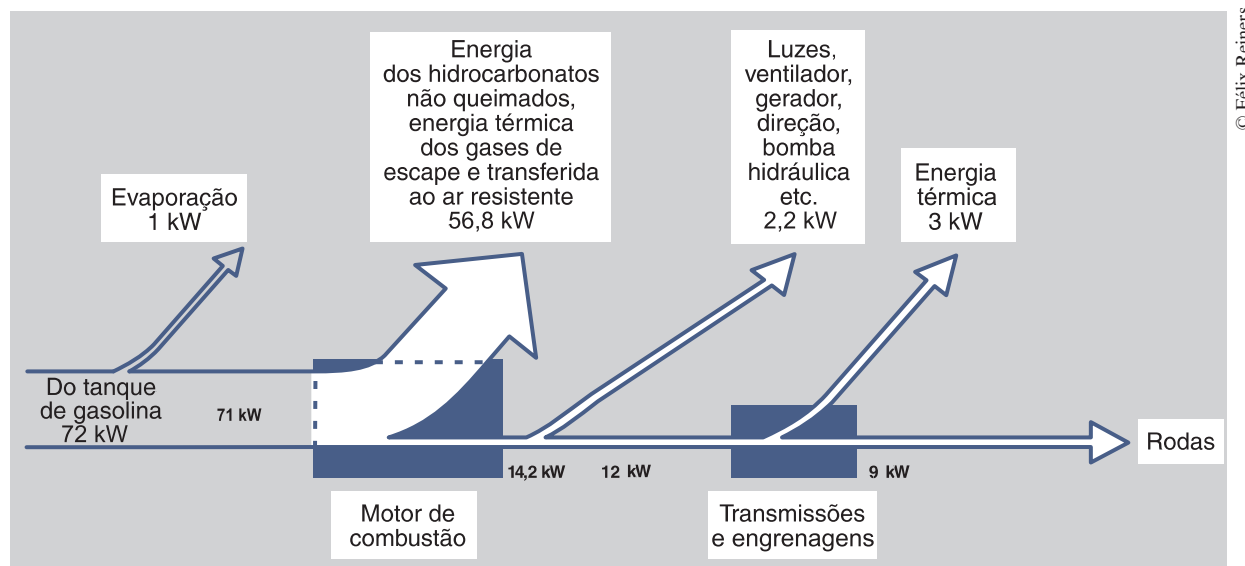 Energia
dos hidrocarbonatos
não queimados,
energia térmica
dos gases de
escape e transferida
ao ar resistente
56,8 kW
Luzes,
ventilador,
gerador,
direção,
bomba
hidráulica
etc.
2,2 kW
Evaporação
1 kW
Energia
térmica
3 kW
Do tanque
de gasolina
72 kW
71 kW
14,2 kW
12 kW
9 kW
Rodas
Motor de
combustão
Transmissões
e engrenagens
© Félix Reiners